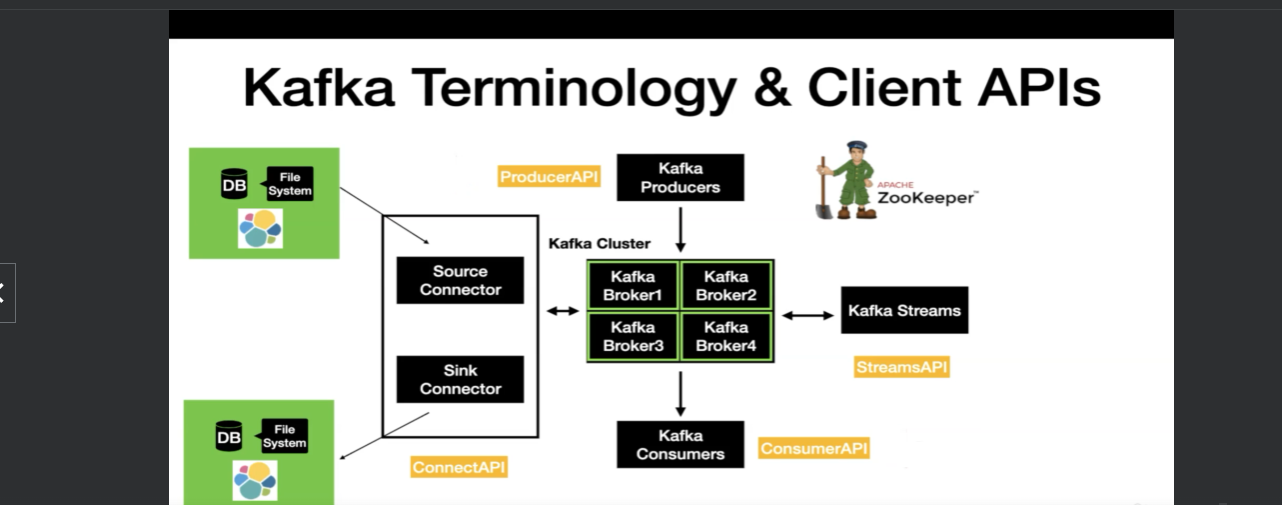 Kafka Terminology & Client APIs
DB
File
System
ProducerAPI
Kafka
Producers
APACHE
ZooKeeper™
Kafka Cluster
Source
Connector
Kafka
Broker1
Kafka
Broker2
Kafka
Broker3
Kafka
Broker4
Kafka Streams
StreamsAPI
Sink
Connector
ConnectAPI
Kafka
Consumers
ConsumerAPI
DB
File
System